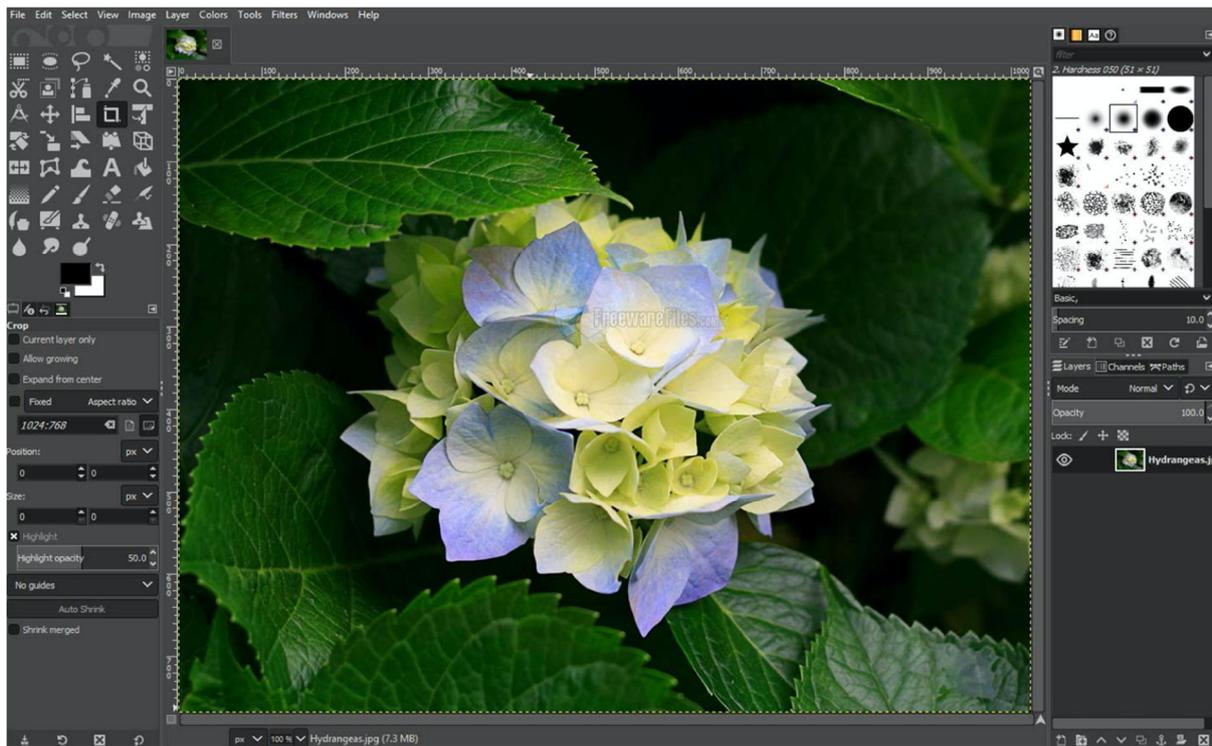 File Edit Select View Image Layer Colors Tools Filters Windows Help
0 100 200 300 400 500 600 700 800 900 1000
FreewareFiles.com
Crop
Current layer only
Allow growing
Expand from center
Fixed Aspect ratio
1024:768
Position: px
0 0
Size: px
0 0
Highlight
Highlight opacity 50.0
No guides
Auto Shrink
Shrink merged
px 100 % Hydrangeas.jpg (7.3 MB)
Aa
filter
2. Hardness 050 (51 × 51)
Basic,
Spacing 10.0
Layers Channels Paths
Mode Normal
Opacity 100.0
Lock:
Hydrangeas.j